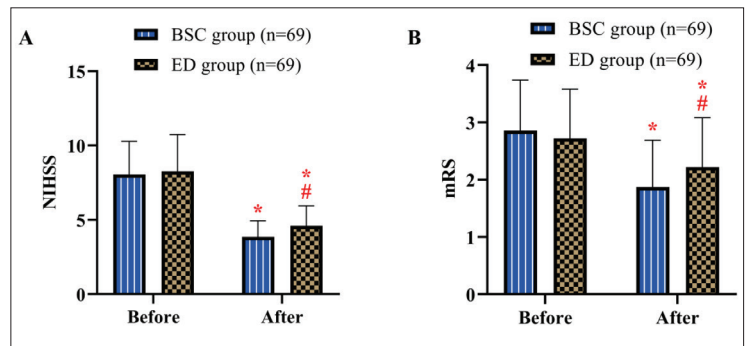 A
BSC group (n=69)
ED group (n=69)
15
10
5
0
NIHSS
*
*
#
Before
After
B
BSC group (n=69)
ED group (n=69)
4
3
2
1
0
mRS
*
*
#
Before
After